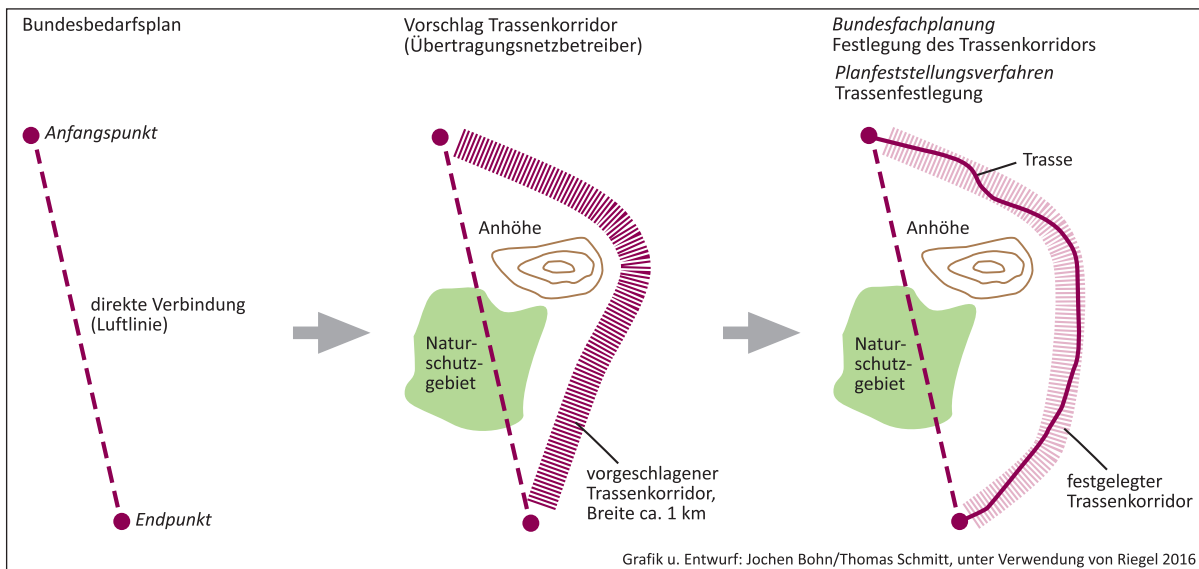 Bundesbedarfsplan
Anfangspunkt
direkte Verbindung
(Luftlinie)
Endpunkt
Vorschlag Trassenkorridor
(Übertragungsnetzbetreiber)
Anhöhe
Natur-
schutz-
gebiet
vorgeschlagener
Trassenkorridor,
Breite ca. 1 km
Bundesfachplanung
Festlegung des Trassenkorridors
Planfeststellungsverfahren
Trassenfestlegung
Trasse
Anhöhe
Natur-
schutz-
gebiet
festgelegter
Trassenkorridor
Grafik u. Entwurf: Jochen Bohn/Thomas Schmitt, unter Verwendung von Riegel 2016